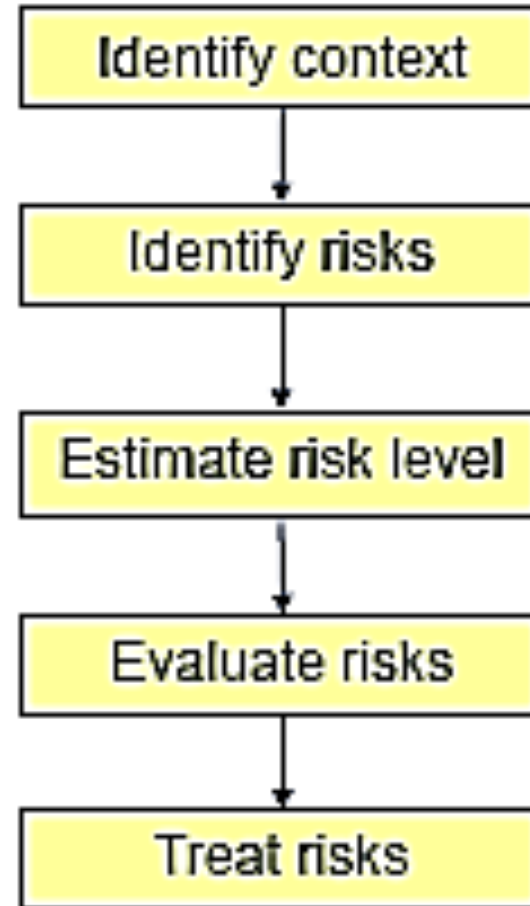 Identify context
Identify risks
Estimate risk level
Evaluate risks
Treat risks